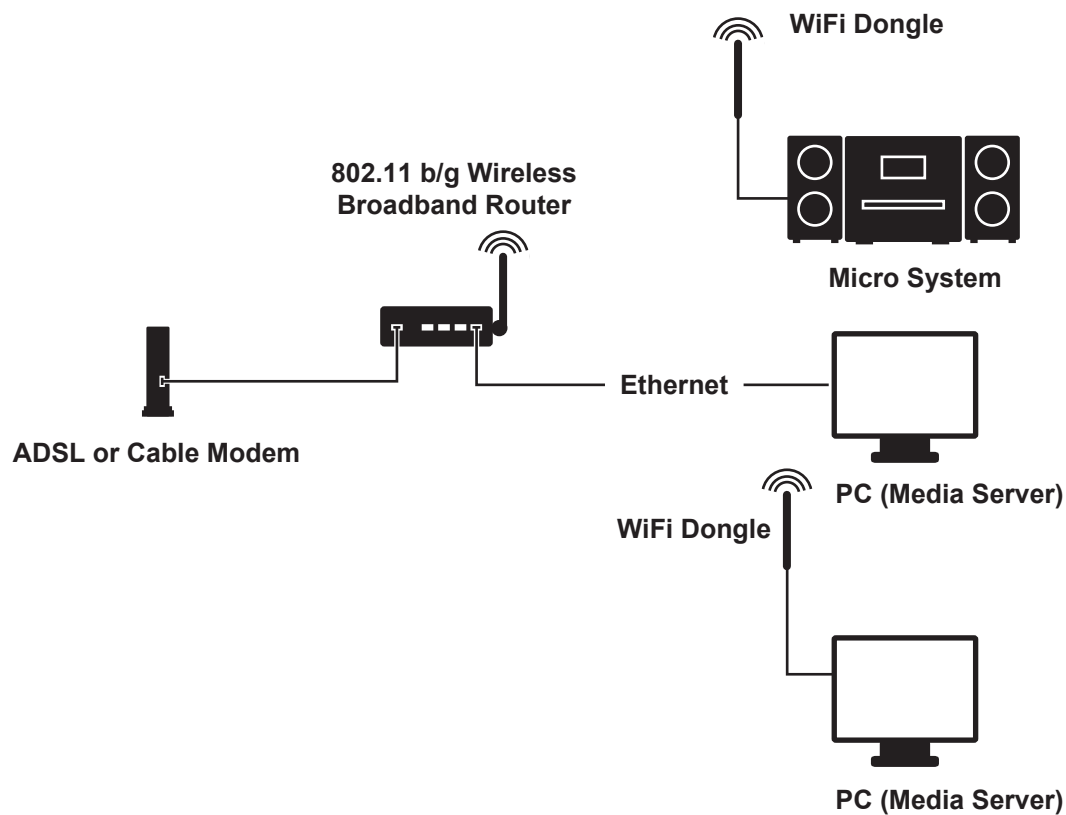 WiFi Dongle
802.11 b/g Wireless
Broadband Router
Micro System
Ethernet
ADSL or Cable Modem
PC (Media Server)
WiFi Dongle
PC (Media Server)